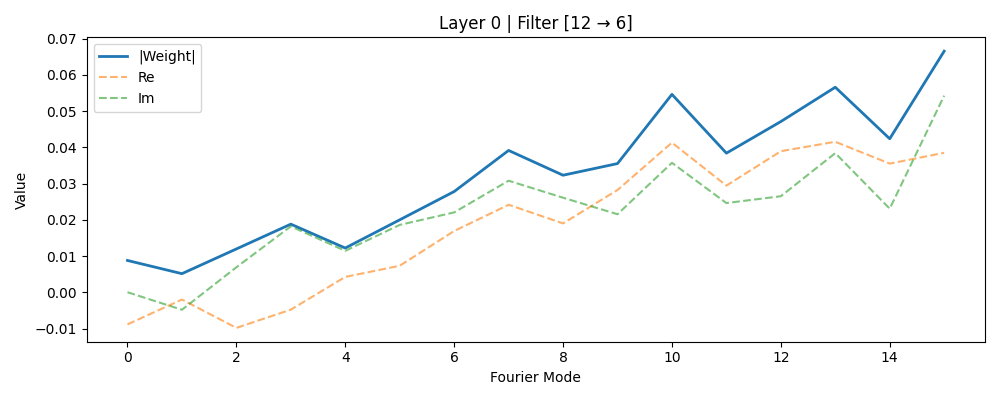 Layer 0 | Filter [12 → 6]
|Weight|
Re
Im
0.07
0.06
0.05
0.04
0.03
0.02
0.01
0.00
−0.01
Value
0 2 4 6 8 10 12 14
Fourier Mode